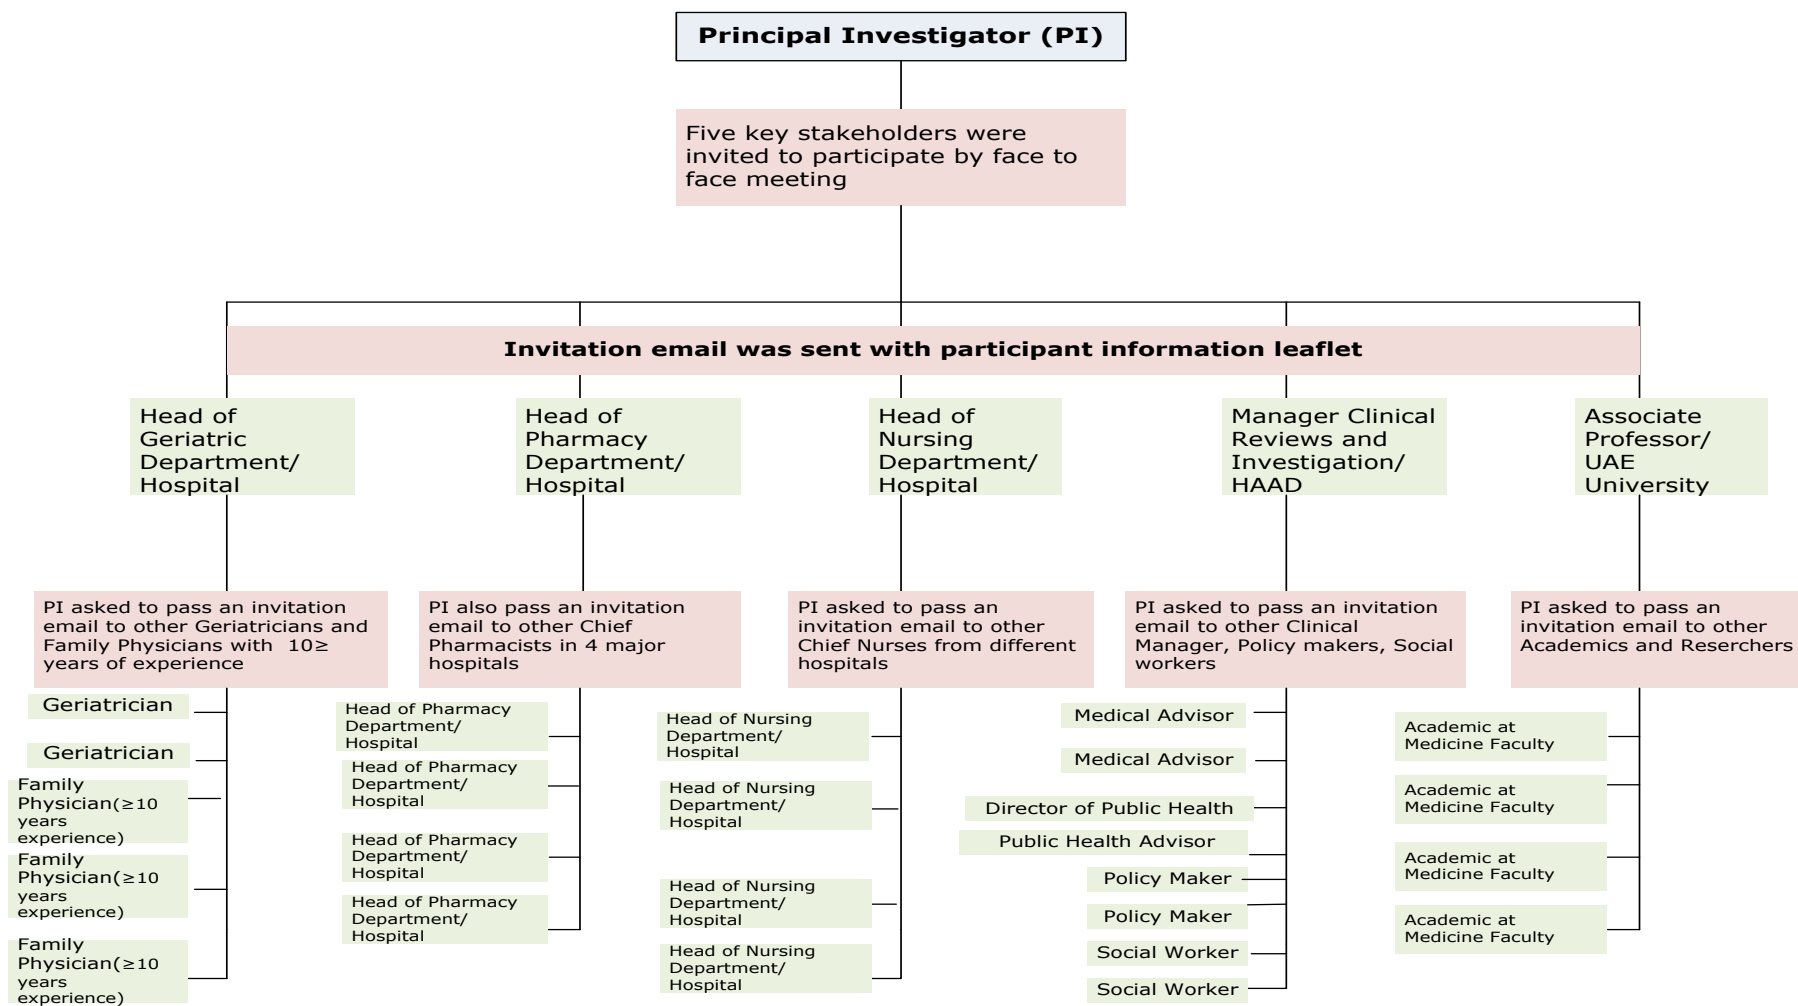 Principal Investigator (PI)
Five key stakeholders were
invited to participate by face to
face meeting
Invitation email was sent with participant information leaflet
Head of
Geriatric
Department/
Hospital
Head of
Pharmacy
Department/
Hospital
Head of
Nursing
Department/
Hospital
Manager Clinical
Reviews and
Investigation/
HAAD
Associate
Professor/
UAE
University
PI asked to pass an invitation
email to other Geriatricians and
Family Physicians with 10≥
years of experience
PI also pass an invitation
email to other Chief
Pharmacists in 4 major
hospitals
PI asked to pass an
invitation email to other
Chief Nurses from different
hospitals
PI asked to pass an invitation
email to other Clinical
Manager, Policy makers, Social
workers
PI asked to pass an
invitation email to other
Academics and Reserchers
Geriatrician
Geriatrician
Family
Physician(≥10
years
experience)
Family
Physician(≥10
years
experience)
Family
Physician(≥10
years
experience)
Head of Pharmacy
Department/
Hospital
Head of Pharmacy
Department/
Hospital
Head of Pharmacy
Department/
Hospital
Head of Pharmacy
Department/
Hospital
Head of Nursing
Department/
Hospital
Head of Nursing
Department/
Hospital
Head of Nursing
Department/
Hospital
Head of Nursing
Department/
Hospital
Medical Advisor
Medical Advisor
Director of Public Health
Public Health Advisor
Policy Maker
Policy Maker
Social Worker
Social Worker
Academic at
Medicine Faculty
Academic at
Medicine Faculty
Academic at
Medicine Faculty
Academic at
Medicine Faculty